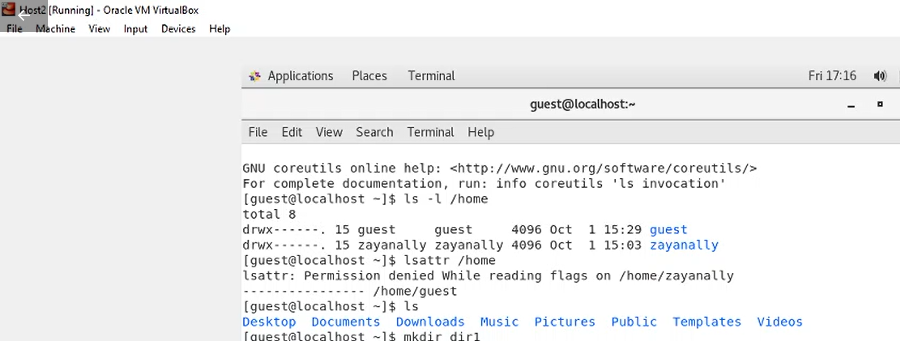 Host2 [Running] - Oracle VM VirtualBox
File Machine View Input Devices Help
Applications Places Terminal Fri 17:16
guest@localhost:~
File Edit View Search Terminal Help
GNU coreutils online help: <http://www.gnu.org/software/coreutils/>
For complete documentation, run: info coreutils 'ls invocation'
[guest@localhost ~]$ ls -l /home
total 8
drwx------. 15 guest     guest     4096 Oct  1 15:29 guest
drwx------. 15 zayanally zayanally 4096 Oct  1 15:03 zayanally
[guest@localhost ~]$ lsattr /home
lsattr: Permission denied While reading flags on /home/zayanally
---------------- /home/guest
[guest@localhost ~]$ ls
Desktop  Documents  Downloads  Music  Pictures  Public  Templates  Videos
[guest@localhost ~]$ mkdir dir1